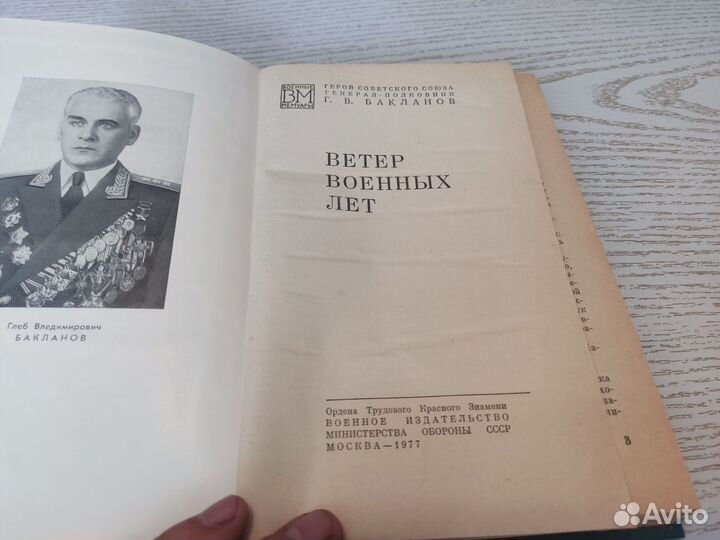 Глеб Владимирович
БАКЛАНОВ
ВОЕННЫЕ
ВМ
МЕМУАРЫ
ГЕРОЙ СОВЕТСКОГО СОЮЗА
ГЕНЕРАЛ-ПОЛКОВНИК
Г. В. БАКЛАНОВ
ВЕТЕР
ВОЕННЫХ
ЛЕТ
Ордена Трудового Красного Знамени
ВОЕННОЕ ИЗДАТЕЛЬСТВО
МИНИСТЕРСТВА ОБОРОНЫ СССР
МОСКВА—1977
3
Avito